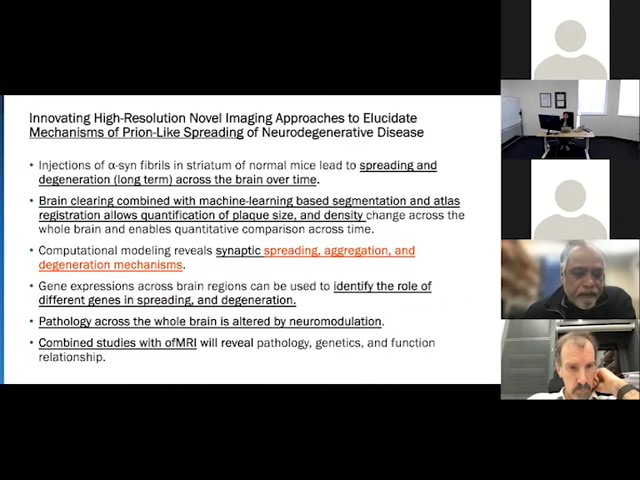 Innovating High-Resolution Novel Imaging Approaches to Elucidate
Mechanisms of Prion-Like Spreading of Neurodegenerative Disease
• Injections of α-syn fibrils in striatum of normal mice lead to spreading and
degeneration (long term) across the brain over time.
• Brain clearing combined with machine-learning based segmentation and atlas
registration allows quantification of plaque size, and density change across the
whole brain and enables quantitative comparison across time.
• Computational modeling reveals synaptic spreading, aggregation, and
degeneration mechanisms.
• Gene expressions across brain regions can be used to identify the role of
different genes in spreading, and degeneration.
• Pathology across the whole brain is altered by neuromodulation.
• Combined studies with ofMRI will reveal pathology, genetics, and function
relationship.